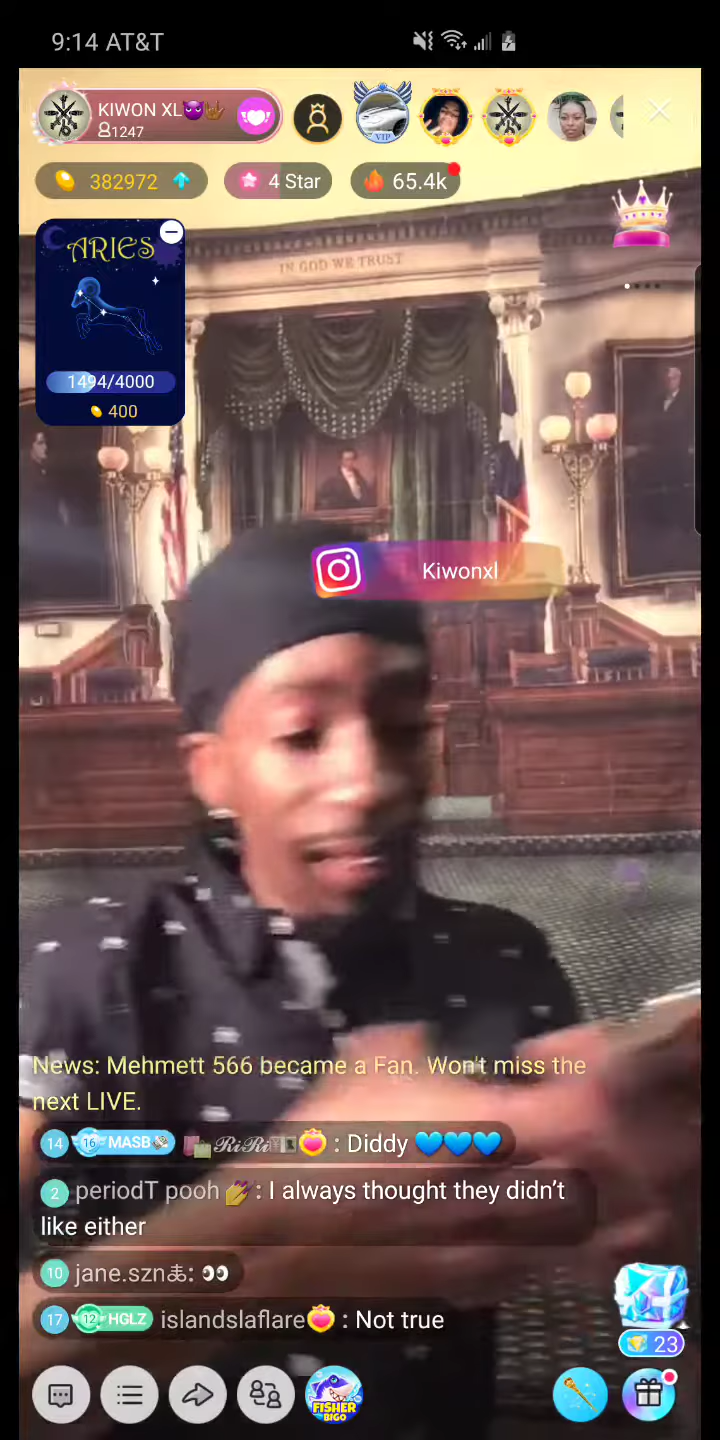 9:14 AT&T
KIWON XL😈🤘🏾
1247
VIP
382972
4 Star
65.4k
ARIES
1494/4000
400
IN GOD WE TRUST
Kiwonxl
News: Mehmett 566 became a Fan. Won't miss the
next LIVE.
14 16 MASB 🛍️𝓡𝓲𝓡𝓲 : Diddy 💙💙💙
2 periodT pooh 💅🏾: I always thought they didn't
like either
10 jane.szn: 👀
17 12 HGLZ islandslaflare🍑 : Not true
23
FISHER
BIGO